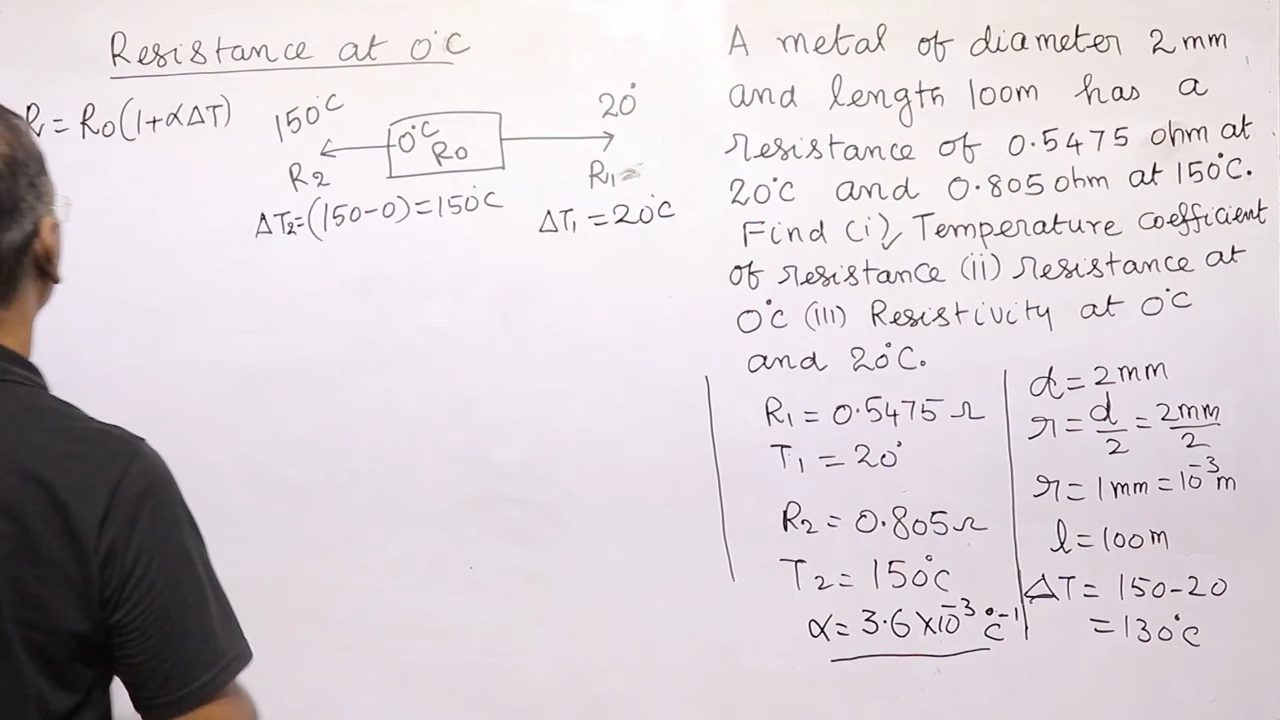 Resistance at 0°C
R = R0(1+αΔT)
150°C
0°C
R0
20°
R2
R1=
ΔT2=(150-0)=150°C
ΔT1 = 20°C
A metal of diameter 2mm
and length 100m has a
resistance of 0.5475 ohm at
20°C and 0.805 ohm at 150°C.
Find (i) Temperature coefficient
of resistance (ii) resistance at
0°C (iii) Resistivity at 0°C
and 20°C.
R1 = 0.5475 Ω
T1 = 20°
R2 = 0.805 Ω
T2 = 150°C
α = 3.6 × 10^-3 °C^-1
d = 2mm
r = d/2 = 2mm/2
r = 1mm = 10^-3 m
l = 100m
ΔT = 150-20
= 130°C